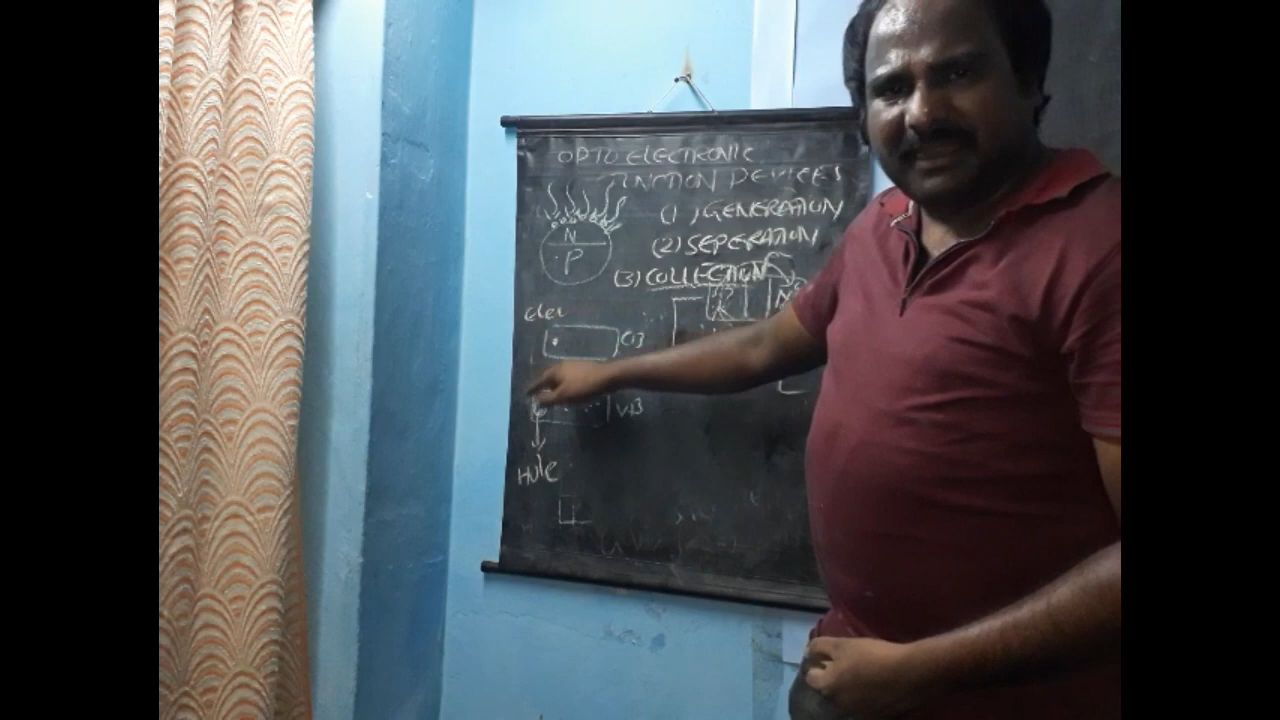 OPTO ELECTRONIC
JUNCTION DEVICES
(1) GENERATION
N
(2) SEPERATION
P
(3) COLLECTION
P
N
elec
CB
VB
Hole